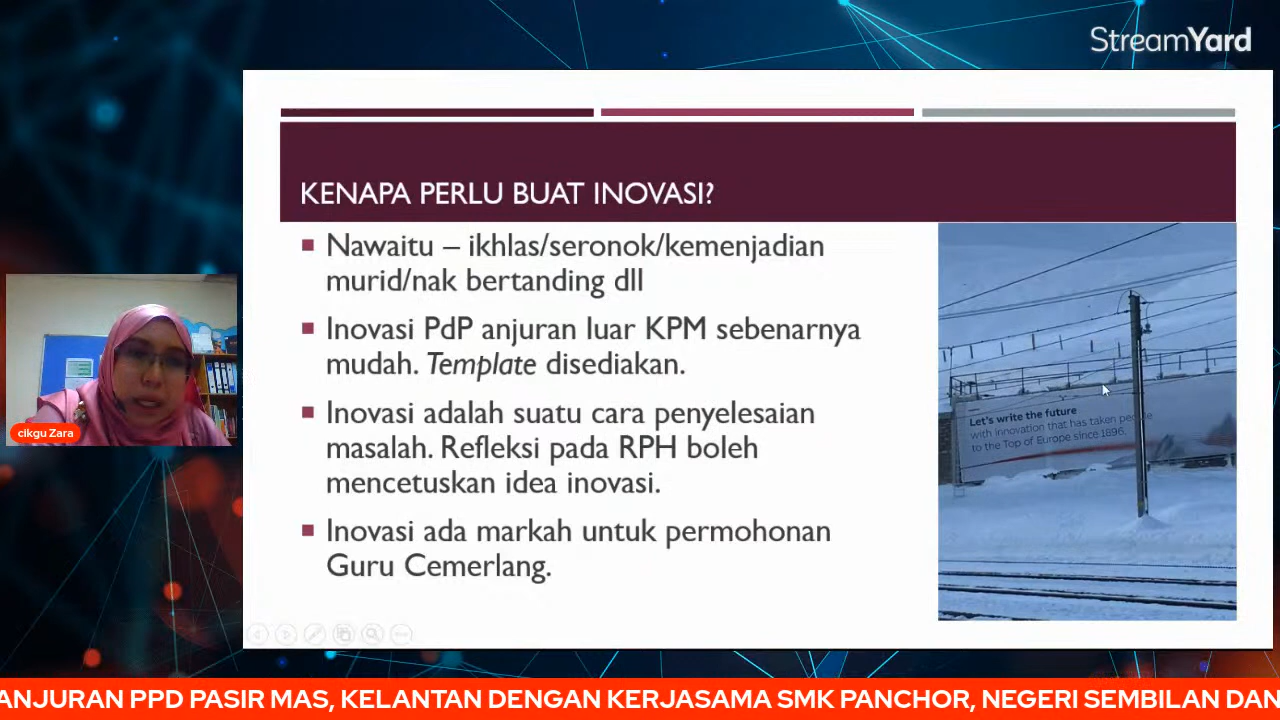 StreamYard
KENAPA PERLU BUAT INOVASI?
Nawaitu – ikhlas/seronok/kemenjadian
murid/nak bertanding dll
Inovasi PdP anjuran luar KPM sebenarnya
mudah. Template disediakan.
Inovasi adalah suatu cara penyelesaian
masalah. Refleksi pada RPH boleh
mencetuskan idea inovasi.
Inovasi ada markah untuk permohonan
Guru Cemerlang.
Let's write the future
with innovation that has taken people
to the Top of Europe since 1896.
cikgu Zara
ANJURAN PPD PASIR MAS, KELANTAN DENGAN KERJASAMA SMK PANCHOR, NEGERI SEMBILAN DAN